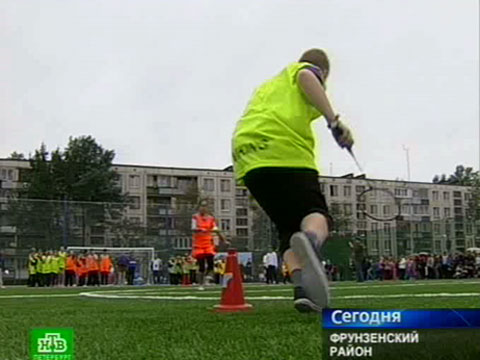 Сегодня
ФРУНЗЕНСКИЙ
РАЙОН
НТВ
ПЕТЕРБУРГ